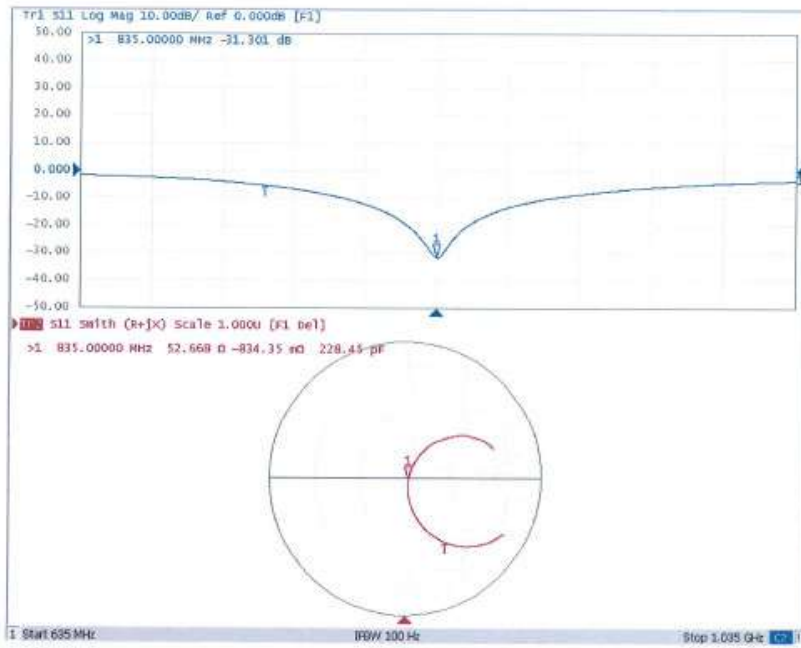 Tr1 S11 Log Mag 10.00dB/ Ref 0.000dB [F1]
50.00
>1 835.00000 MHz -31.301 dB
40.00
30.00
20.00
10.00
0.000
-10.00
-20.00
1
-30.00
-40.00
-50.00
Tr2 S11 Smith (R+jX) Scale 1.000U [F1 Del]
>1 835.00000 MHz 52.668 Ω -834.35 mΩ 228.45 pF
1
1 Start 635 MHz IFBW 100 Hz Stop 1.035 GHz